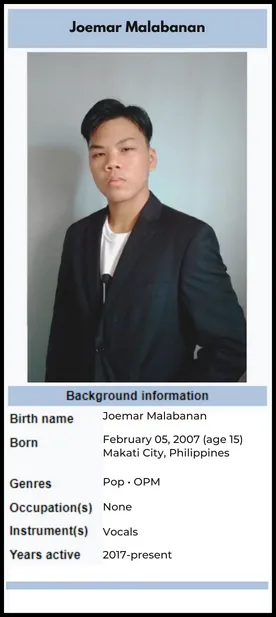 Joemar Malabanan
Background information
Birth name Joemar Malabanan
Born February 05, 2007 (age 15)
Makati City, Philippines
Genres Pop • OPM
Occupation(s) None
Instrument(s) Vocals
Years active 2017-present